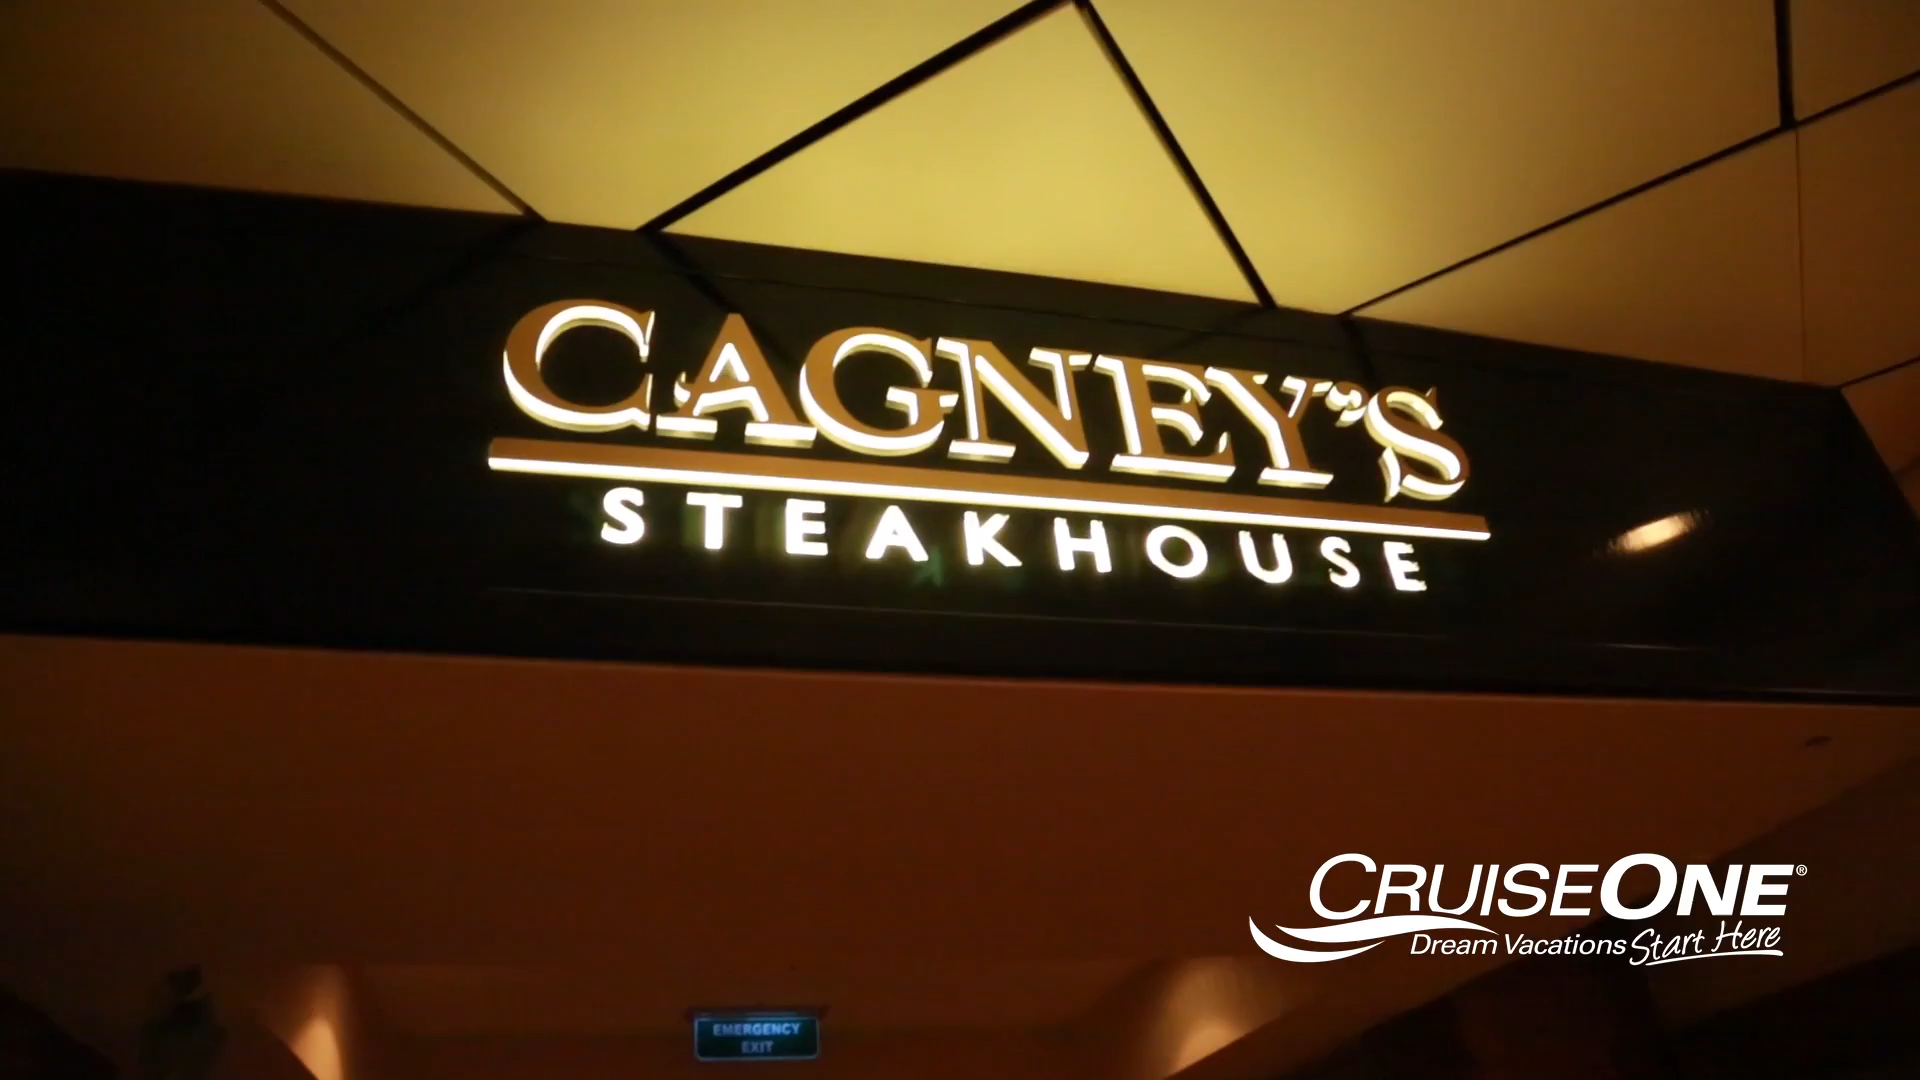 CAGNEY'S
STEAKHOUSE
CRUISEONE®
Dream Vacations Start Here
EMERGENCY
EXIT